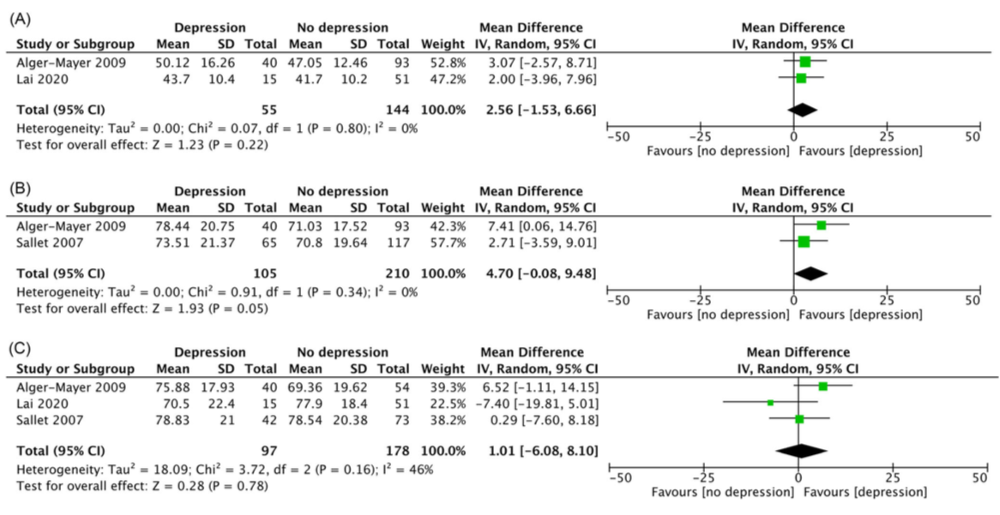 (A)
Depression No depression Mean Difference Mean Difference
Study or Subgroup Mean SD Total Mean SD Total Weight IV, Random, 95% CI IV, Random, 95% CI
Alger-Mayer 2009 50.12 16.26 40 47.05 12.46 93 52.8% 3.07 [-2.57, 8.71]
Lai 2020 43.7 10.4 15 41.7 10.2 51 47.2% 2.00 [-3.96, 7.96]
Total (95% CI) 55 144 100.0% 2.56 [-1.53, 6.66]
Heterogeneity: Tau² = 0.00; Chi² = 0.07, df = 1 (P = 0.80); I² = 0%
Test for overall effect: Z = 1.23 (P = 0.22)
-50 -25 0 25 50
Favours [no depression] Favours [depression]
(B)
Depression No depression Mean Difference Mean Difference
Study or Subgroup Mean SD Total Mean SD Total Weight IV, Random, 95% CI IV, Random, 95% CI
Alger-Mayer 2009 78.44 20.75 40 71.03 17.52 93 42.3% 7.41 [0.06, 14.76]
Sallet 2007 73.51 21.37 65 70.8 19.64 117 57.7% 2.71 [-3.59, 9.01]
Total (95% CI) 105 210 100.0% 4.70 [-0.08, 9.48]
Heterogeneity: Tau² = 0.00; Chi² = 0.91, df = 1 (P = 0.34); I² = 0%
Test for overall effect: Z = 1.93 (P = 0.05)
-50 -25 0 25 50
Favours [no depression] Favours [depression]
(C)
Depression No depression Mean Difference Mean Difference
Study or Subgroup Mean SD Total Mean SD Total Weight IV, Random, 95% CI IV, Random, 95% CI
Alger-Mayer 2009 75.88 17.93 40 69.36 19.62 54 39.3% 6.52 [-1.11, 14.15]
Lai 2020 70.5 22.4 15 77.9 18.4 51 22.5% -7.40 [-19.81, 5.01]
Sallet 2007 78.83 21 42 78.54 20.38 73 38.2% 0.29 [-7.60, 8.18]
Total (95% CI) 97 178 100.0% 1.01 [-6.08, 8.10]
Heterogeneity: Tau² = 18.09; Chi² = 3.72, df = 2 (P = 0.16); I² = 46%
Test for overall effect: Z = 0.28 (P = 0.78)
-50 -25 0 25 50
Favours [no depression] Favours [depression]